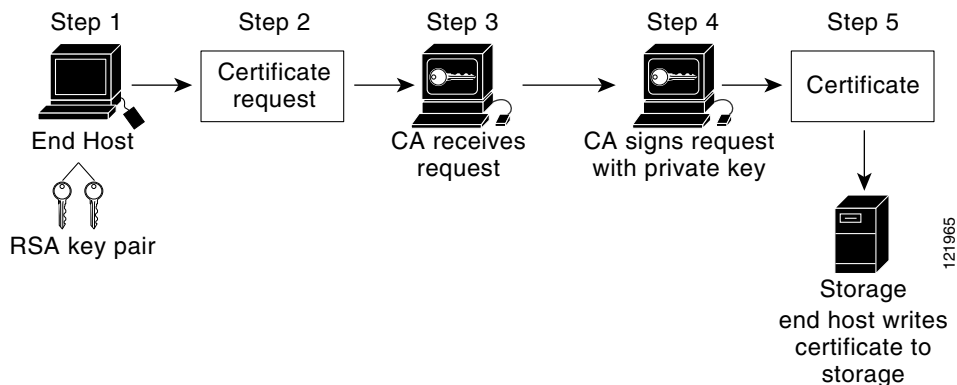 Step 1
Step 2
Step 3
Step 4
Step 5
Certificate
request
Certificate
End Host
CA receives
request
CA signs request
with private key
RSA key pair
Storage
end host writes
certificate to
storage
121965